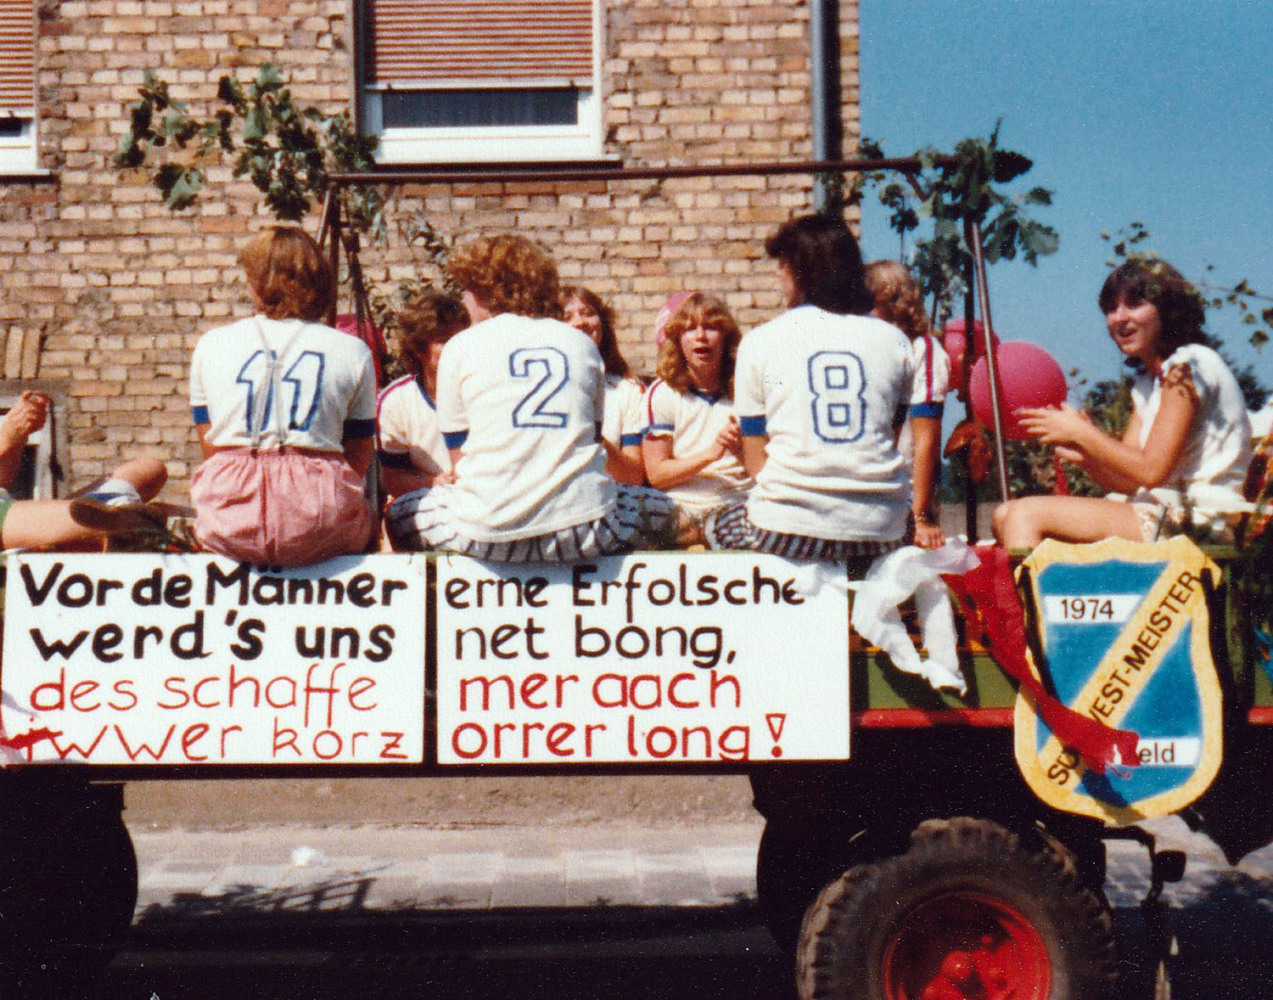 11
2
8
Vor de Männer
werd's uns
des schaffe
iwwer korz
erne Erfolsche
net bong,
mer aach
orrer long!
1974
eld